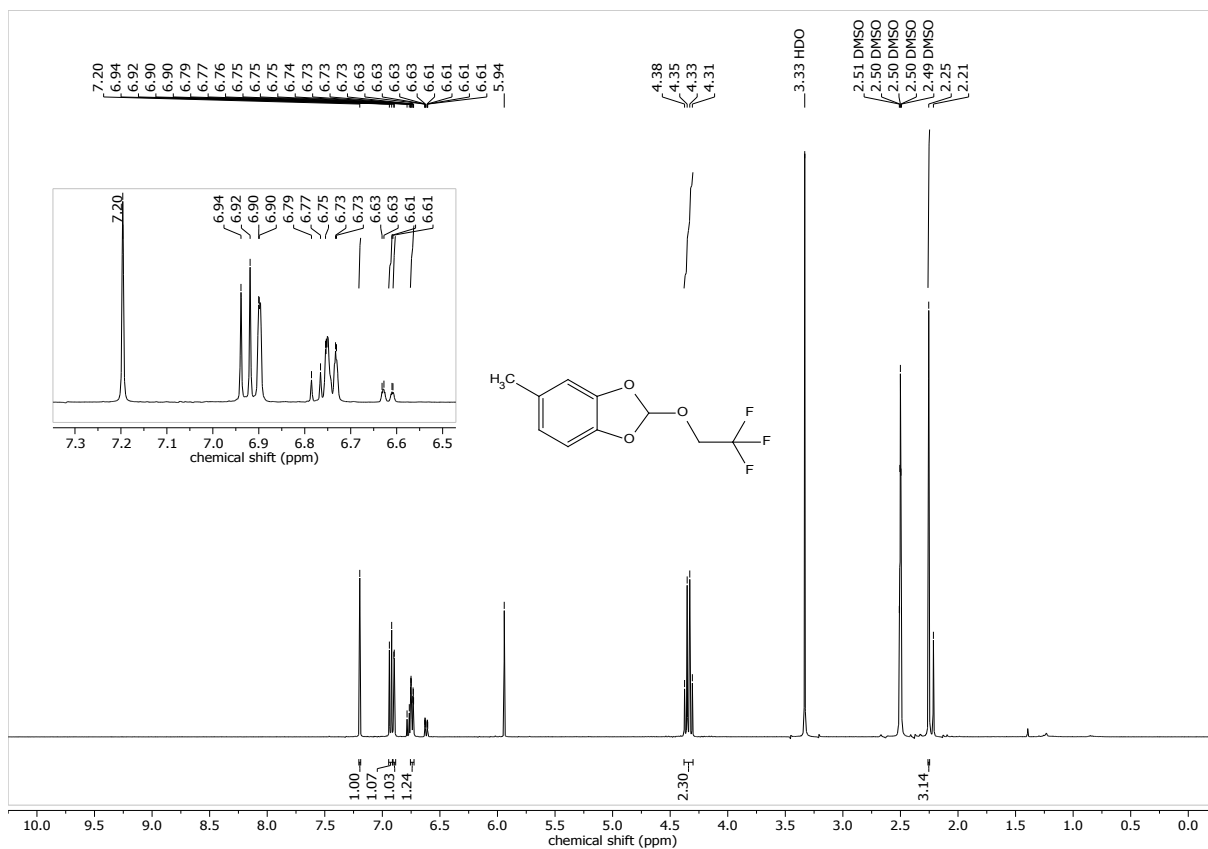 7.20
6.94
6.92
6.90
6.90
6.79
6.77
6.76
6.75
6.75
6.75
6.74
6.73
6.73
6.73
6.63
6.63
6.63
6.63
6.61
6.61
6.61
6.61
5.94
4.38
4.35
4.33
4.31
3.33 HDO
2.51 DMSO
2.50 DMSO
2.50 DMSO
2.50 DMSO
2.49 DMSO
2.25
2.21
7.20
6.94
6.92
6.90
6.90
6.79
6.77
6.75
6.73
6.73
6.63
6.63
6.61
6.61
7.3 7.2 7.1 7.0 6.9 6.8 6.7 6.6 6.5
chemical shift (ppm)
H3C
O
O
O
F
F
F
1.00
1.07
1.03
1.24
2.30
3.14
10.0 9.5 9.0 8.5 8.0 7.5 7.0 6.5 6.0 5.5 5.0 4.5 4.0 3.5 3.0 2.5 2.0 1.5 1.0 0.5 0.0
chemical shift (ppm)